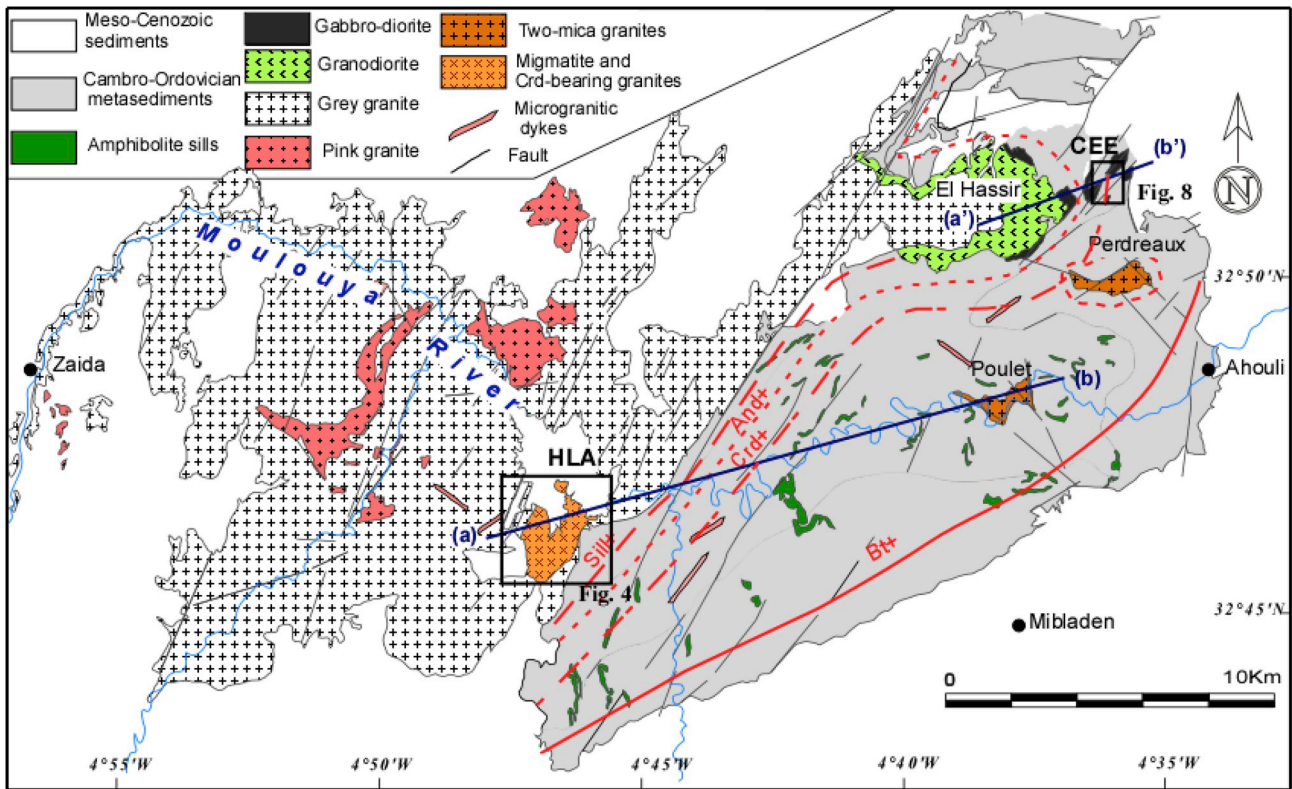 Meso-Cenozoic
sediments
Cambro-Ordovician
metasediments
Amphibolite sills
Gabbro-diorite
Granodiorite
Grey granite
Pink granite
Two-mica granites
Migmatite and
Crd-bearing granites
Microgranitic
dykes
Fault
Moulouya
River
Zaida
HLA
(a)
Fig. 4
Sill+
And+
Crd+
Bt+
El Hassir
(a')
CEE
(b')
Fig. 8
N
Perdreaux
Poulet
(b)
Ahouli
Mibladen
32°50'N
32°45'N
0 10Km
4°55'W 4°50'W 4°45'W 4°40'W 4°35'W